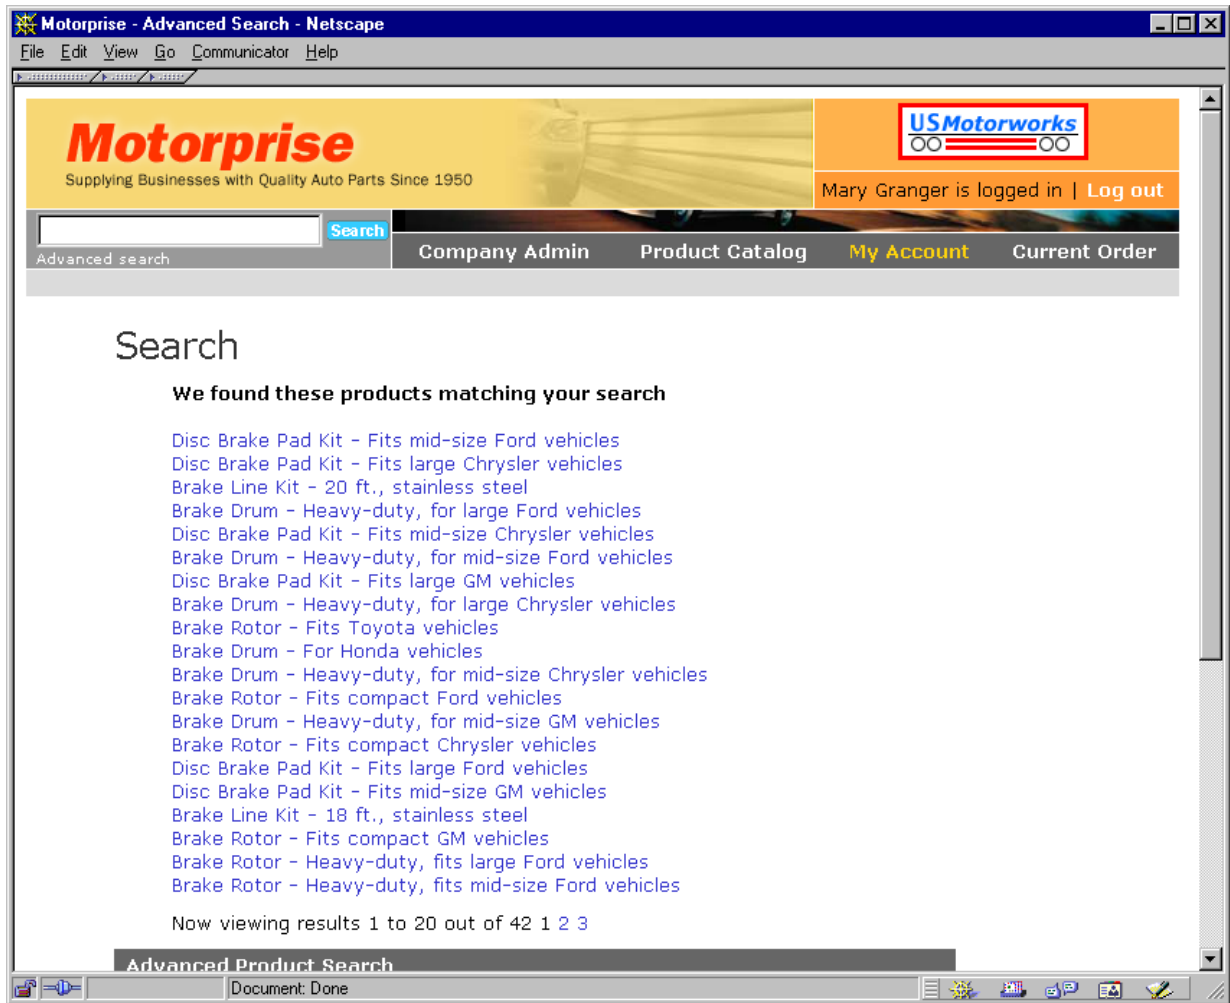 Motorprise - Advanced Search - Netscape
File Edit View Go Communicator Help
Motorprise
Supplying Businesses with Quality Auto Parts Since 1950
USMotorworks
Mary Granger is logged in | Log out
Search
Advanced search
Company Admin Product Catalog My Account Current Order
Search
We found these products matching your search
Disc Brake Pad Kit - Fits mid-size Ford vehicles
Disc Brake Pad Kit - Fits large Chrysler vehicles
Brake Line Kit - 20 ft., stainless steel
Brake Drum - Heavy-duty, for large Ford vehicles
Disc Brake Pad Kit - Fits mid-size Chrysler vehicles
Brake Drum - Heavy-duty, for mid-size Ford vehicles
Disc Brake Pad Kit - Fits large GM vehicles
Brake Drum - Heavy-duty, for large Chrysler vehicles
Brake Rotor - Fits Toyota vehicles
Brake Drum - For Honda vehicles
Brake Drum - Heavy-duty, for mid-size Chrysler vehicles
Brake Rotor - Fits compact Ford vehicles
Brake Drum - Heavy-duty, for mid-size GM vehicles
Brake Rotor - Fits compact Chrysler vehicles
Disc Brake Pad Kit - Fits large Ford vehicles
Disc Brake Pad Kit - Fits mid-size GM vehicles
Brake Line Kit - 18 ft., stainless steel
Brake Rotor - Fits compact GM vehicles
Brake Rotor - Heavy-duty, fits large Ford vehicles
Brake Rotor - Heavy-duty, fits mid-size Ford vehicles
Now viewing results 1 to 20 out of 42 1 2 3
Advanced Product Search
Document: Done